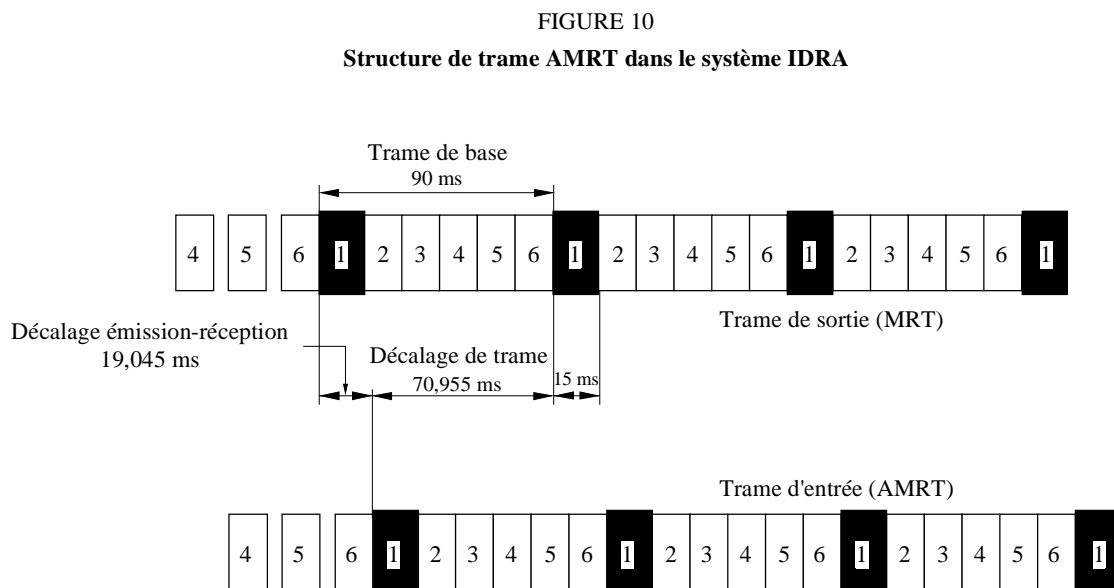 FIGURE 10
Structure de trame AMRT dans le système IDRA
Trame de base
90 ms
4 5 6 1 2 3 4 5 6 1 2 3 4 5 6 1 2 3 4 5 6 1
Trame de sortie (MRT)
Décalage émission-réception
19,045 ms
Décalage de trame
70,955 ms
15 ms
Trame d'entrée (AMRT)
4 5 6 1 2 3 4 5 6 1 2 3 4 5 6 1 2 3 4 5 6 1